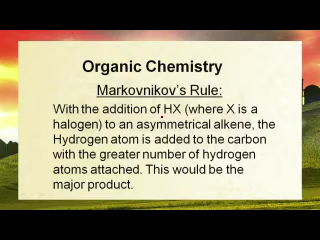 Organic Chemistry
Markovnikov's Rule:
With the addition of HX (where X is a
halogen) to an asymmetrical alkene, the
Hydrogen atom is added to the carbon
with the greater number of hydrogen
atoms attached. This would be the
major product.